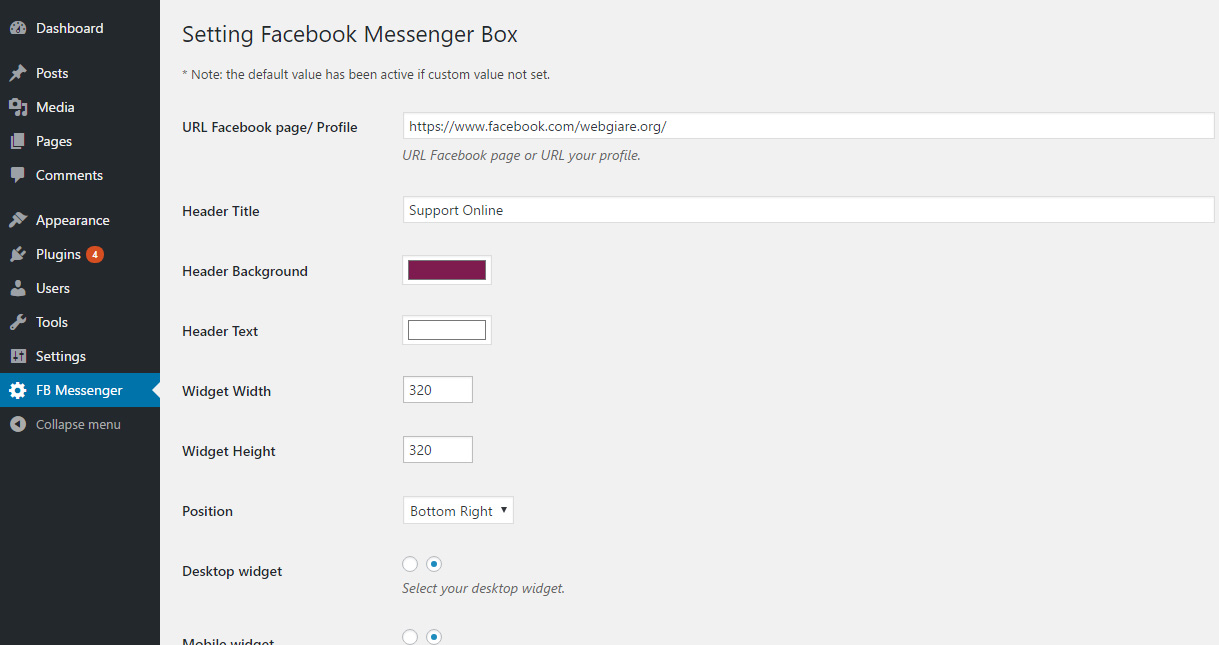 Dashboard
Posts
Media
Pages
Comments
Appearance
Plugins 4
Users
Tools
Settings
FB Messenger
Collapse menu
Setting Facebook Messenger Box
* Note: the default value has been active if custom value not set.
URL Facebook page/ Profile
https://www.facebook.com/webgiare.org/
URL Facebook page or URL your profile.
Header Title
Support Online
Header Background
Header Text
Widget Width
320
Widget Height
320
Position
Bottom Right
Desktop widget
Select your desktop widget.
Mobile widget